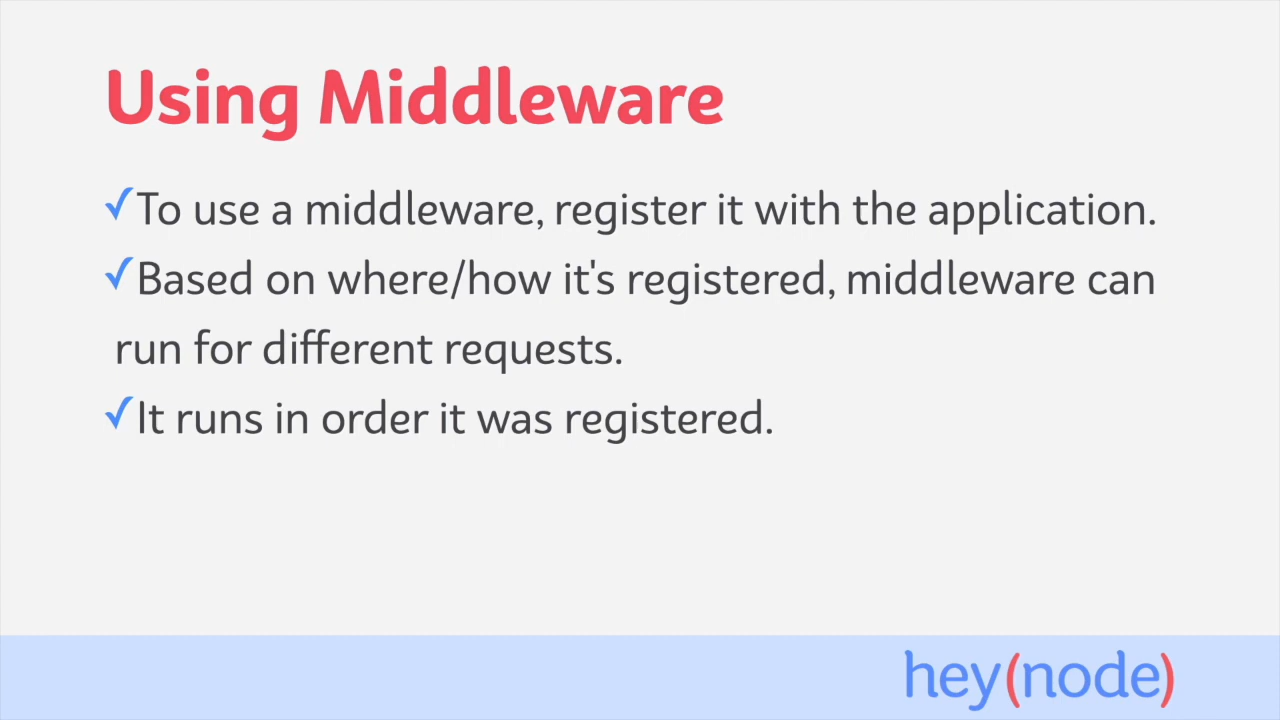 Using Middleware
✓To use a middleware, register it with the application.
✓Based on where/how it's registered, middleware can
run for different requests.
✓It runs in order it was registered.
hey(node)